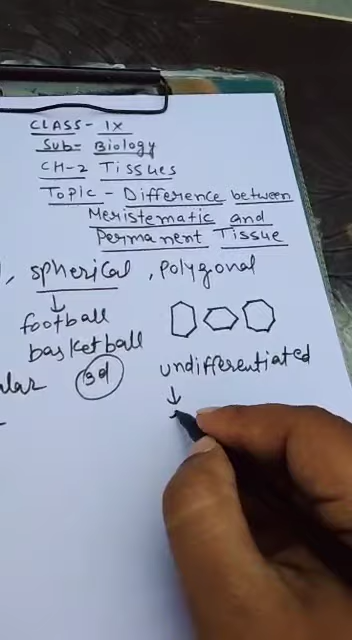 CLASS- IX
Sub= Biology
CH-2 Tissues
Topic - Difference between
Meristematic and
Permanent Tissue
, spherical , polygonal
football
basketball
undifferentiated